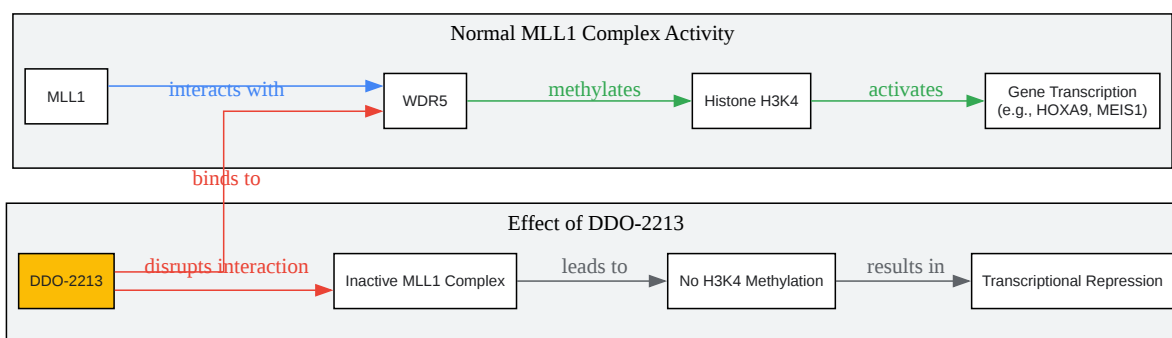 Normal MLL1 Complex Activity
MLL1
interacts with
WDR5
methylates
Histone H3K4
activates
Gene Transcription
(e.g., HOXA9, MEIS1)
binds to
Effect of DDO-2213
DDO-2213
disrupts interaction
Inactive MLL1 Complex
leads to
No H3K4 Methylation
results in
Transcriptional Repression